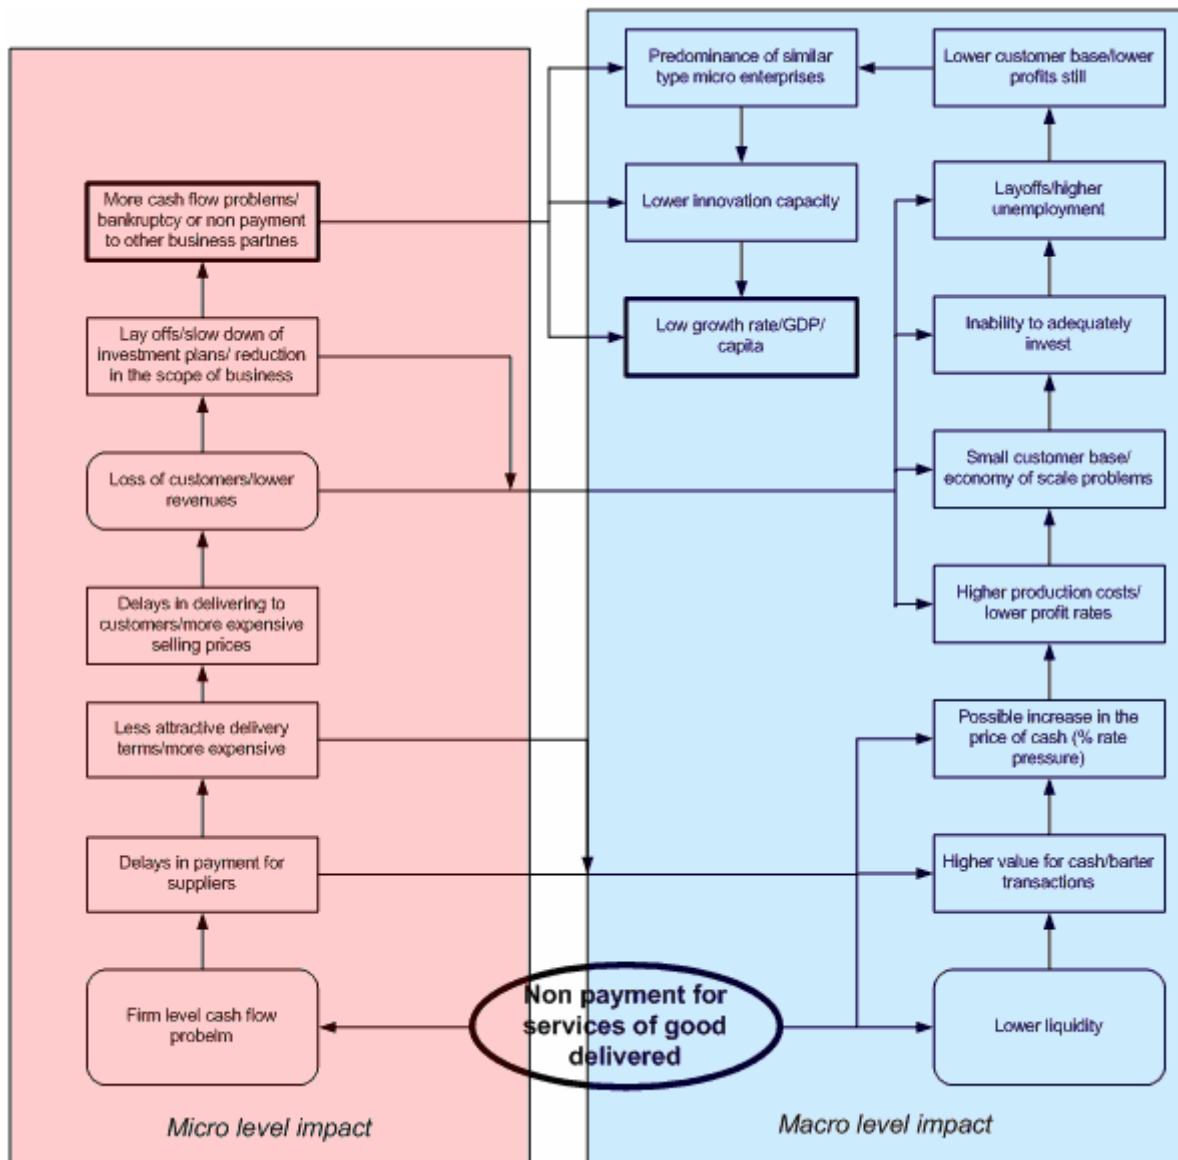 Predominance of similar
type micro enterprises
Lower customer base/lower
profits still
More cash flow problems/
bankruptcy or non payment
to other business partnes
Lower innovation capacity
Layoffs/higher
unemployment
Lay offs/slow down of
investment plans/ reduction
in the scope of business
Low growth rate/GDP/
capita
Inability to adequately
invest
Loss of customers/lower
revenues
Small customer base/
economy of scale problems
Delays in delivering to
customers/more expensive
selling prices
Higher production costs/
lower profit rates
Less attractive delivery
terms/more expensive
Possible increase in the
price of cash (% rate
pressure)
Delays in payment for
suppliers
Higher value for cash/barter
transactions
Firm level cash flow
probelm
Non payment for
services of good
delivered
Lower liquidity
Micro level impact
Macro level impact